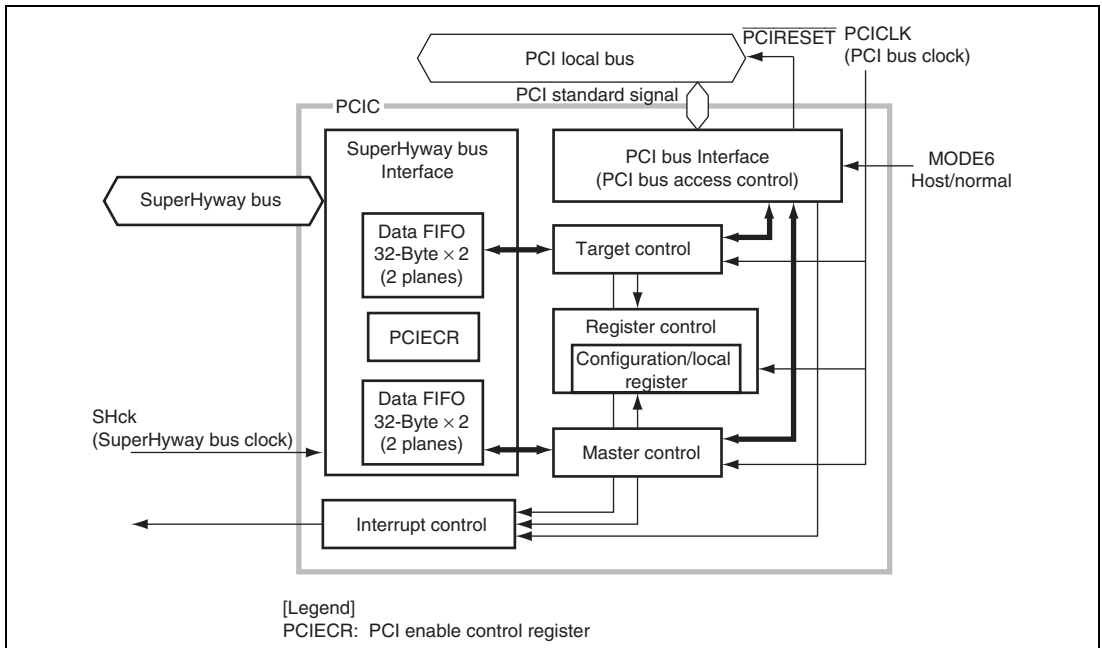 PCIRESET
PCICLK
(PCI bus clock)
PCI local bus
PCI standard signal
PCIC
SuperHyway bus
Interface
PCI bus Interface
(PCI bus access control)
MODE6
Host/normal
SuperHyway bus
Data FIFO
32-Byte × 2
(2 planes)
Target control
PCIECR
Register control
Configuration/local
register
Data FIFO
32-Byte × 2
(2 planes)
SHck
(SuperHyway bus clock)
Master control
Interrupt control
[Legend]
PCIECR: PCI enable control register